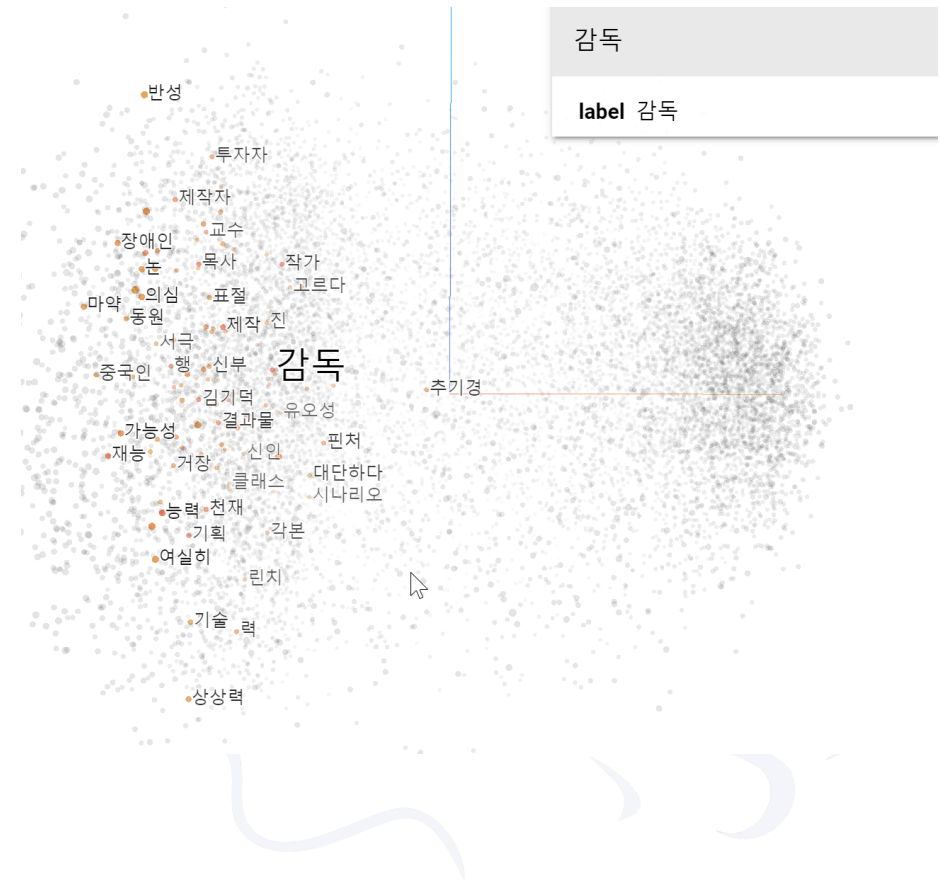 감독
label 감독
반성
투자자
제작자
교수
장애인
목사
작가
논
고르다
의심
표절
마약
동원
제작
진
서극
행
신부
감독
중국인
추기경
김기덕
유오성
결과물
가능성
핀처
재능
신인
거장
대단하다
클래스
시나리오
능력
천재
기획
각본
여실히
린치
기술
력
상상력